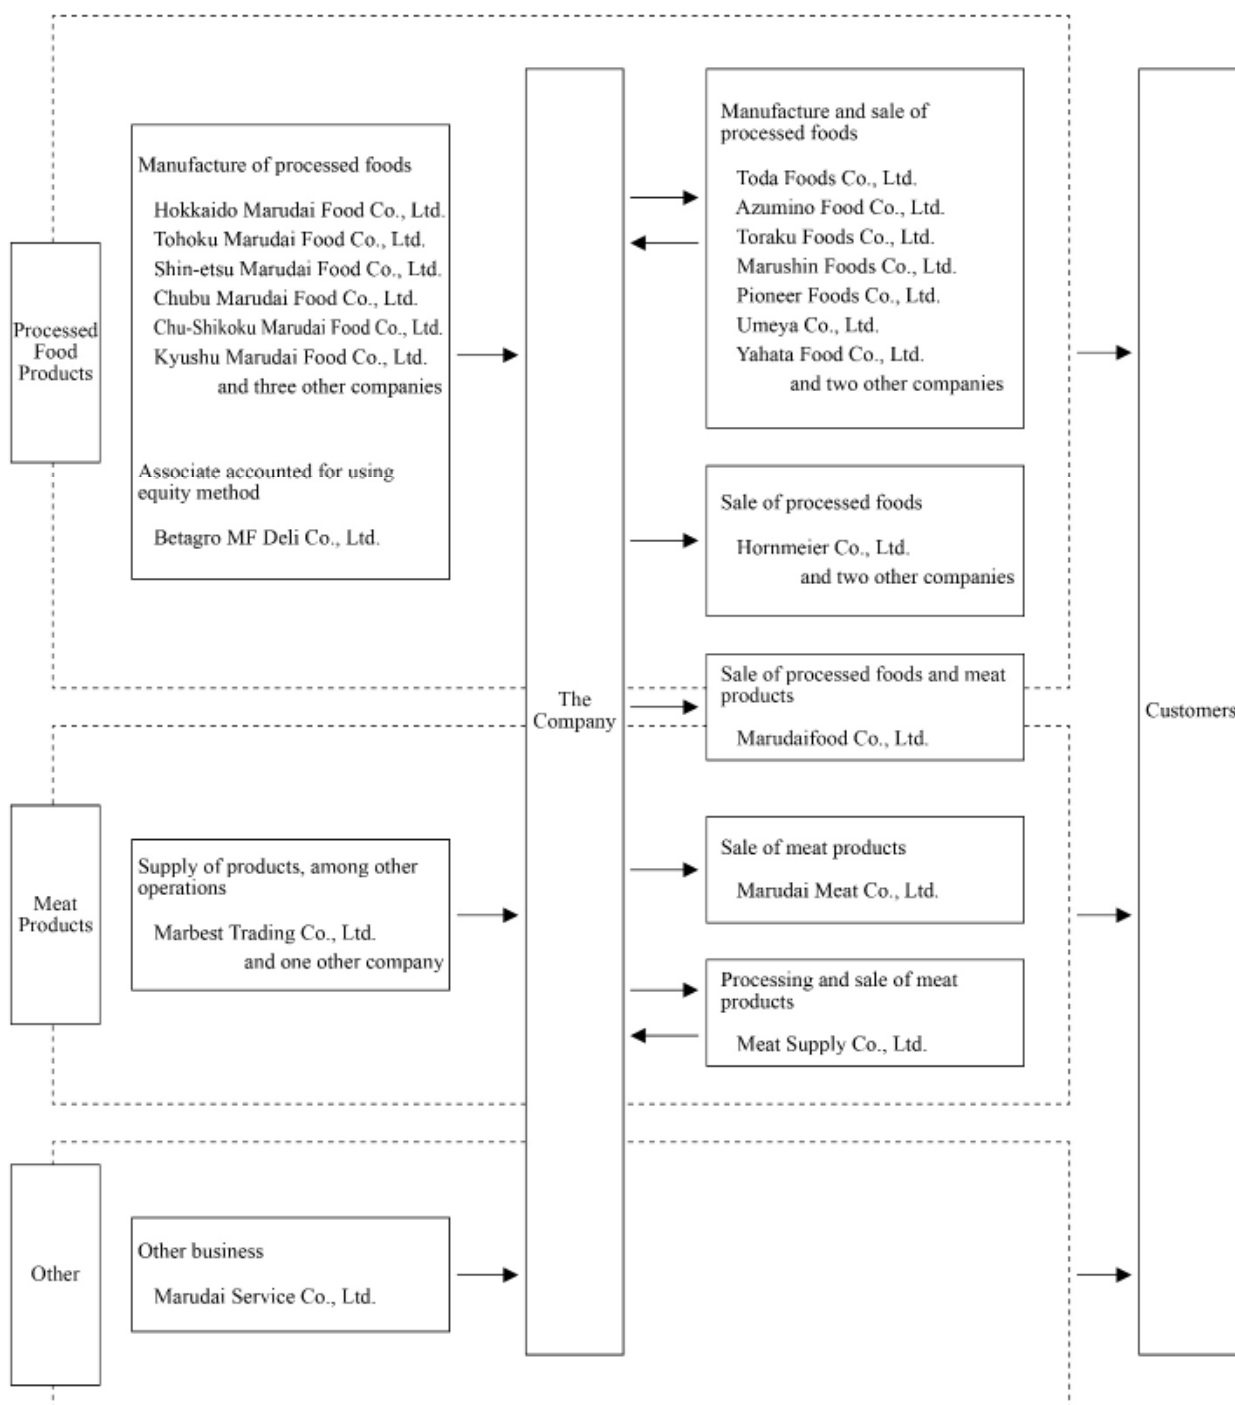 Processed
Food
Products
Manufacture of processed foods
Hokkaido Marudai Food Co., Ltd.
Tohoku Marudai Food Co., Ltd.
Shin-etsu Marudai Food Co., Ltd.
Chubu Marudai Food Co., Ltd.
Chu-Shikoku Marudai Food Co., Ltd.
Kyushu Marudai Food Co., Ltd.
and three other companies
Associate accounted for using
equity method
Betagro MF Deli Co., Ltd.
The
Company
Manufacture and sale of
processed foods
Toda Foods Co., Ltd.
Azumino Food Co., Ltd.
Toraku Foods Co., Ltd.
Marushin Foods Co., Ltd.
Pioneer Foods Co., Ltd.
Umeya Co., Ltd.
Yahata Food Co., Ltd.
and two other companies
Sale of processed foods
Hornmeier Co., Ltd.
and two other companies
Sale of processed foods and meat
products
Marudaifood Co., Ltd.
Customers
Meat
Products
Supply of products, among other
operations
Marbest Trading Co., Ltd.
and one other company
Sale of meat products
Marudai Meat Co., Ltd.
Processing and sale of meat
products
Meat Supply Co., Ltd.
Other
Other business
Marudai Service Co., Ltd.